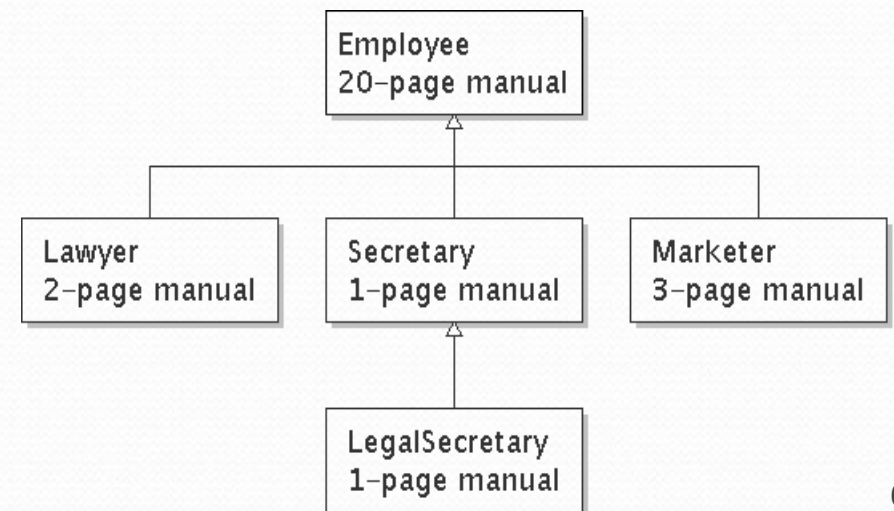 Employee
20-page manual
Lawyer
2-page manual
Secretary
1-page manual
Marketer
3-page manual
LegalSecretary
1-page manual